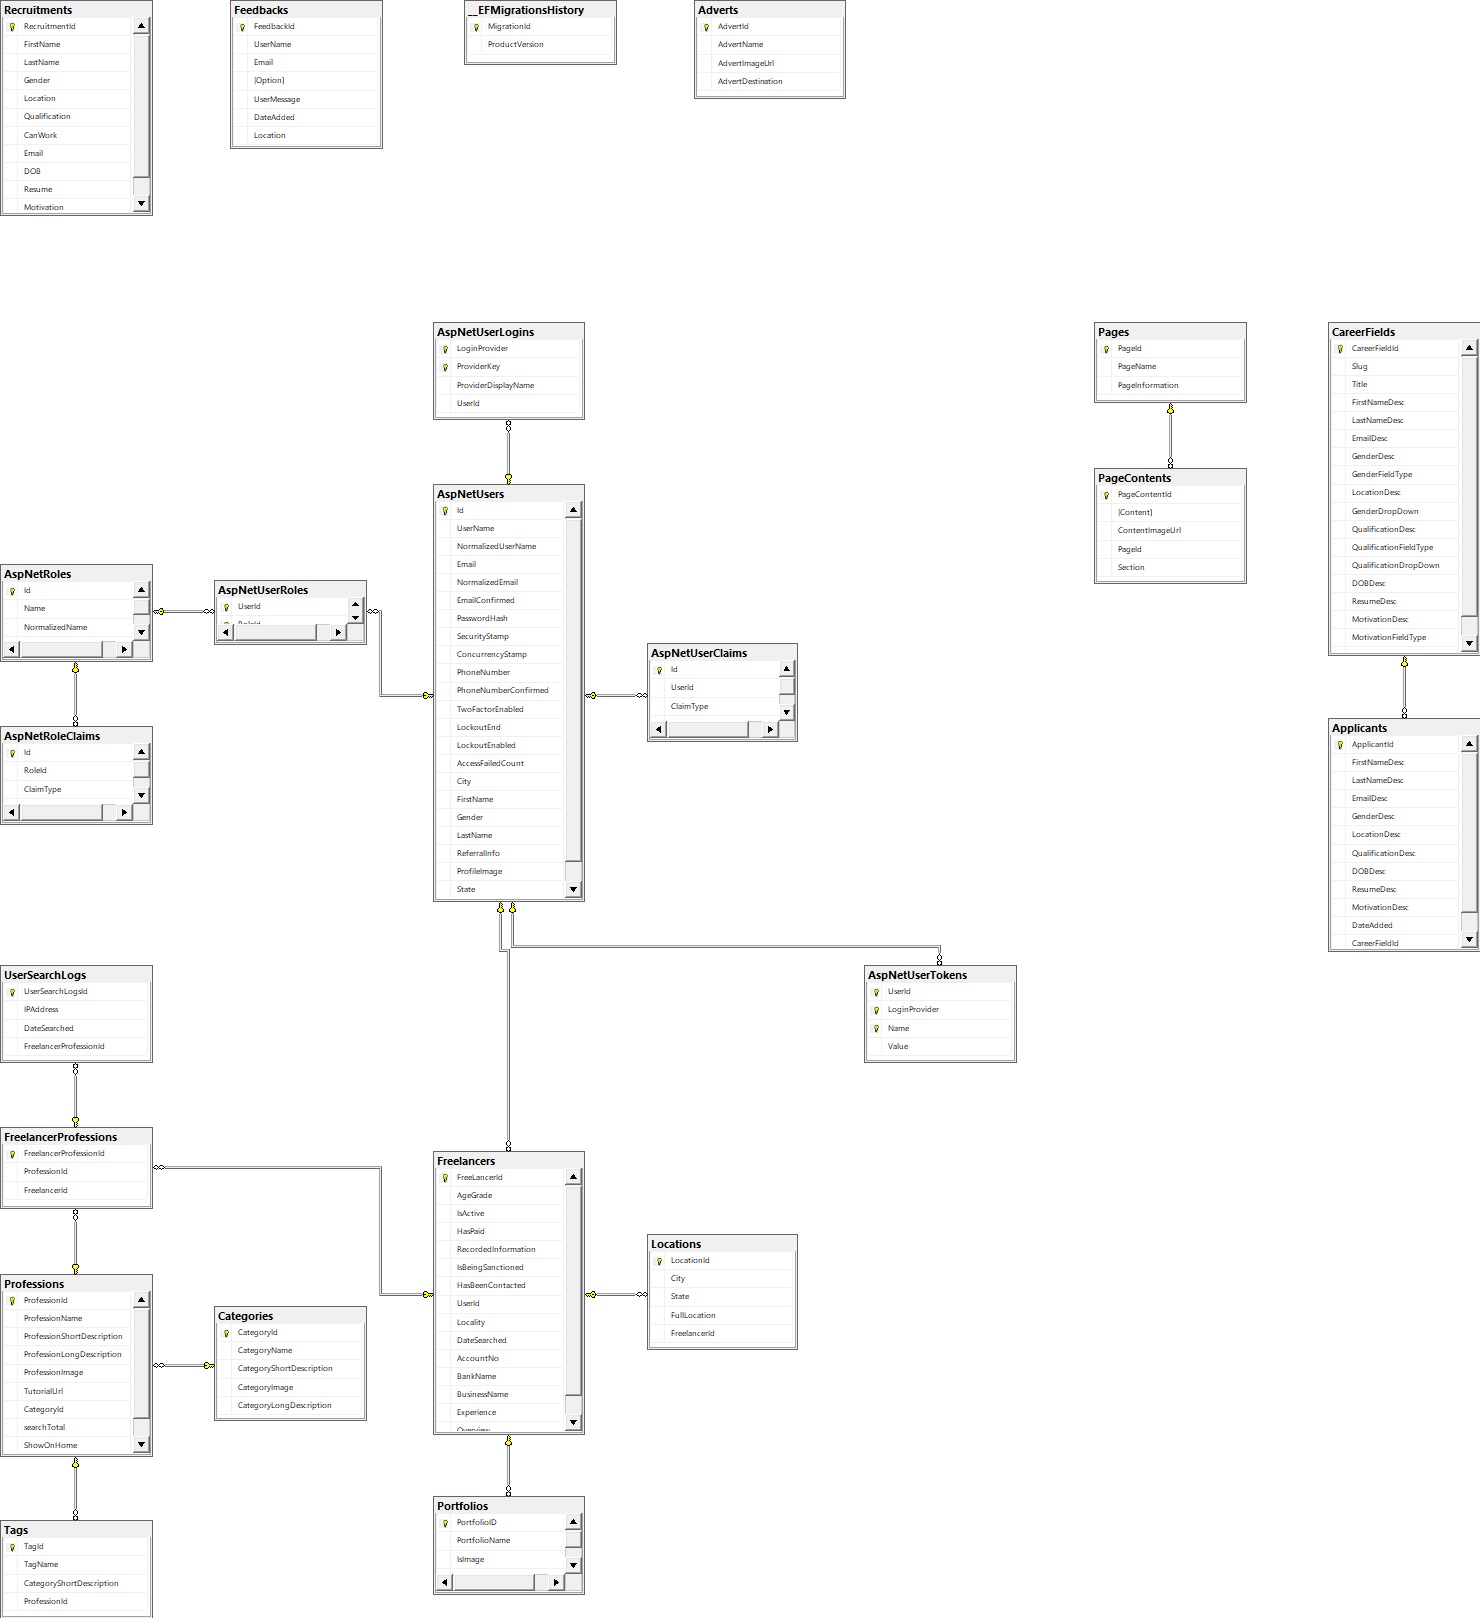 Recruitments
RecruitmentId
FirstName
LastName
Gender
Location
Qualification
CanWork
Email
DOB
Resume
Motivation
Feedbacks
FeedbackId
UserName
Email
[Option]
UserMessage
DateAdded
Location
__EFMigrationsHistory
MigrationId
ProductVersion
Adverts
AdvertId
AdvertName
AdvertImageUrl
AdvertDestination
AspNetUserLogins
LoginProvider
ProviderKey
ProviderDisplayName
UserId
Pages
PageId
PageName
PageInformation
CareerFields
CareerFieldId
Slug
Title
FirstNameDesc
LastNameDesc
EmailDesc
GenderDesc
GenderFieldType
LocationDesc
GenderDropDown
QualificationDesc
QualificationFieldType
QualificationDropDown
DOBDesc
ResumeDesc
MotivationDesc
MotivationFieldType
PageContents
PageContentId
[Content]
ContentImageUrl
PageId
Section
AspNetUsers
Id
UserName
NormalizedUserName
Email
NormalizedEmail
EmailConfirmed
PasswordHash
SecurityStamp
ConcurrencyStamp
PhoneNumber
PhoneNumberConfirmed
TwoFactorEnabled
LockoutEnd
LockoutEnabled
AccessFailedCount
City
FirstName
Gender
LastName
ReferralInfo
ProfileImage
State
AspNetRoles
Id
Name
NormalizedName
AspNetUserRoles
UserId
RoleId
AspNetUserClaims
Id
UserId
ClaimType
AspNetRoleClaims
Id
RoleId
ClaimType
Applicants
ApplicantId
FirstNameDesc
LastNameDesc
EmailDesc
GenderDesc
LocationDesc
QualificationDesc
DOBDesc
ResumeDesc
MotivationDesc
DateAdded
CareerFieldId
UserSearchLogs
UserSearchLogsId
IPAddress
DateSearched
FreelancerProfessionId
AspNetUserTokens
UserId
LoginProvider
Name
Value
FreelancerProfessions
FreelancerProfessionId
ProfessionId
FreelancerId
Freelancers
FreeLancerId
AgeGrade
IsActive
HasPaid
RecordedInformation
IsBeingSanctioned
HasBeenContacted
UserId
Locality
DateSearched
AccountNo
BankName
BusinessName
Experience
Overview
Locations
LocationId
City
State
FullLocation
FreelancerId
Professions
ProfessionId
ProfessionName
ProfessionShortDescription
ProfessionLongDescription
ProfessionImage
TutorialUrl
CategoryId
searchTotal
ShowOnHome
Categories
CategoryId
CategoryName
CategoryShortDescription
CategoryImage
CategoryLongDescription
Portfolios
PortfolioID
PortfolioName
IsImage
Tags
TagId
TagName
CategoryShortDescription
ProfessionId